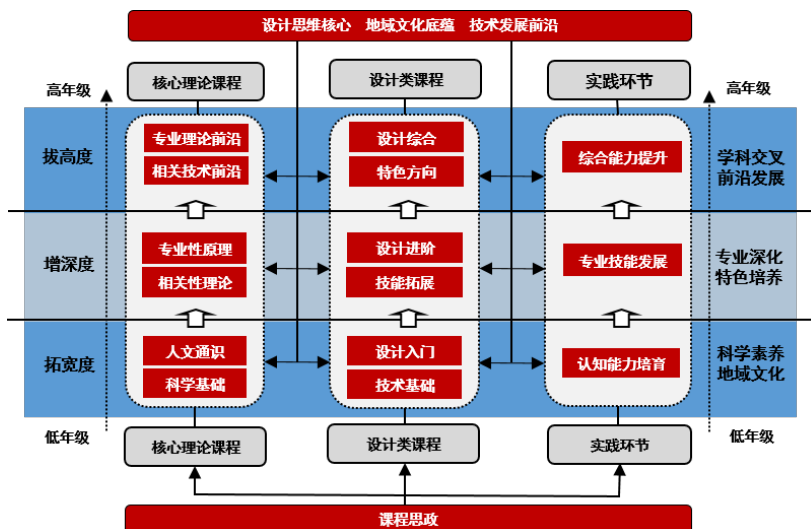 设计思维核心 地域文化底蕴 技术发展前沿
高年级
核心理论课程
设计类课程
实践环节
高年级
拔高度
专业理论前沿
相关技术前沿
设计综合
特色方向
综合能力提升
学科交叉
前沿发展
增深度
专业性原理
相关性理论
设计进阶
技能拓展
专业技能发展
专业深化
特色培养
拓宽度
人文通识
科学基础
设计入门
技术基础
认知能力培育
科学素养
地域文化
低年级
核心理论课程
设计类课程
实践环节
低年级
课程思政